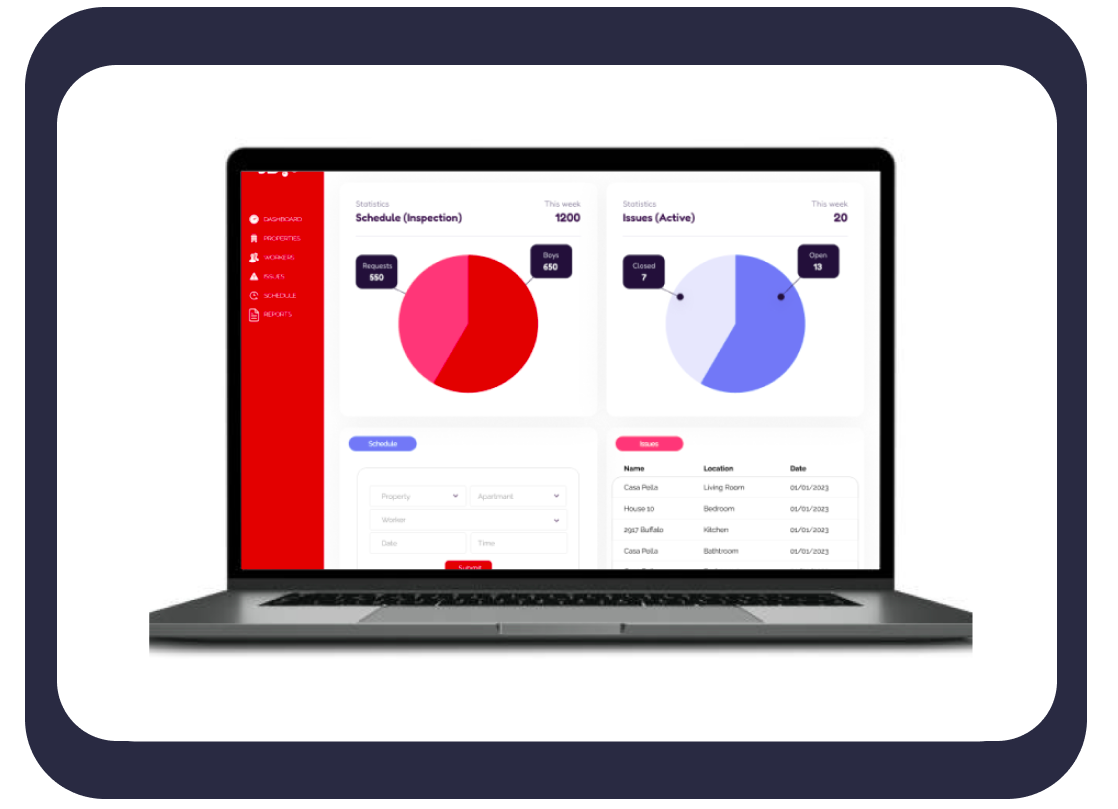 DASHBOARD
PROPERTIES
WORKERS
ISSUES
SCHEDULE
REPORTS
Statistics
This week
Schedule (Inspection)
1200
Requests
550
Boys
650
Statistics
This week
Issues (Active)
20
Closed
7
Open
13
Schedule
Property
Apartmant
Worker
Date
Time
Submit
Issues
Name Location Date
Casa Pella Living Room 01/01/2023
House 10 Bedroom 01/01/2023
2917 Buffalo Kitchen 01/01/2023
Casa Pella Bathtroom 01/01/2023